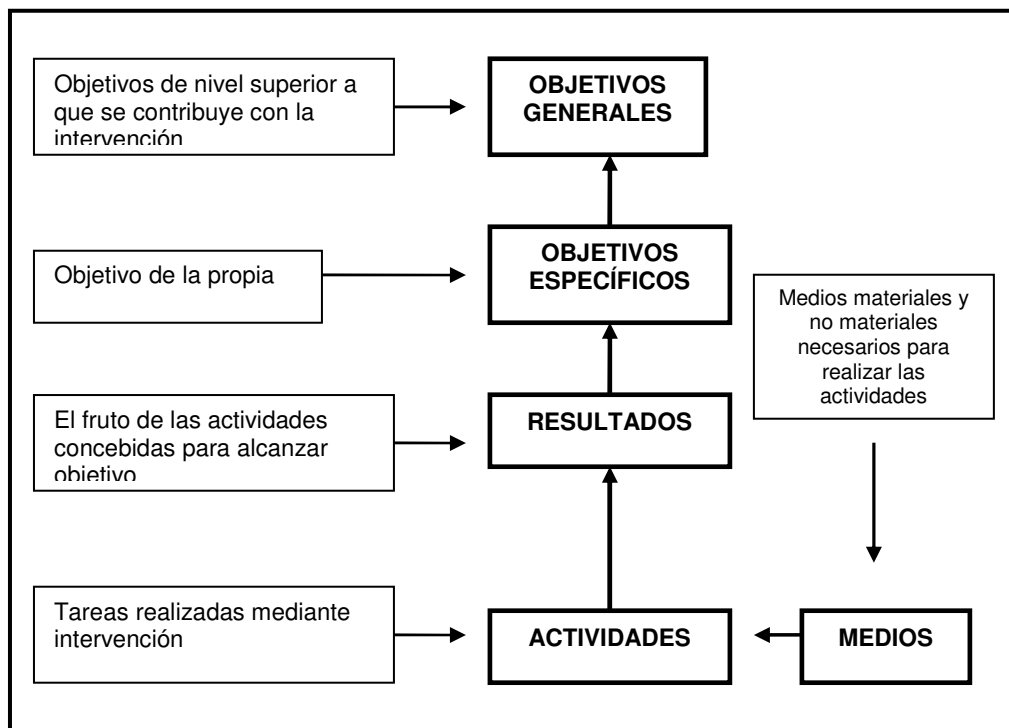 Objetivos de nivel superior a
que se contribuye con la
intervención
OBJETIVOS
GENERALES
Objetivo de la propia
OBJETIVOS
ESPECÍFICOS
Medios materiales y
no materiales
necesarios para
realizar las
actividades
El fruto de las actividades
concebidas para alcanzar
objetivo
RESULTADOS
Tareas realizadas mediante
intervención
ACTIVIDADES
MEDIOS